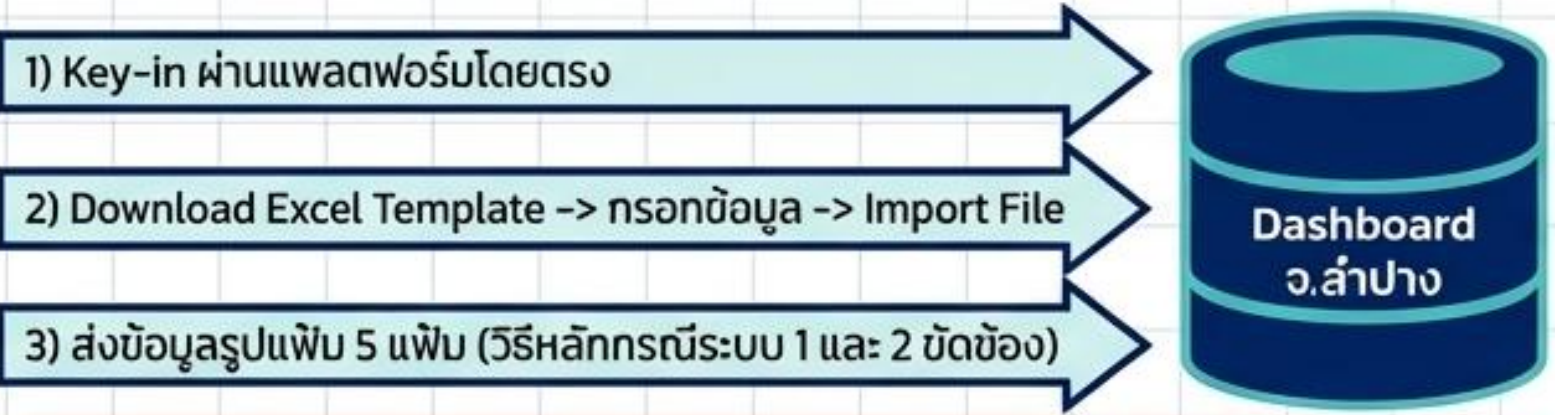 1) Key-in ผ่านแพลตฟอร์มโดยตรง
2) Download Excel Template -> กรอกข้อมูล -> Import File
3) ส่งข้อมูลรูปแฟ้ม 5 แฟ้ม (วิธีหลักกรณีระบบ 1 และ 2 ขัดข้อง)
Dashboard
จ.ลำปาง